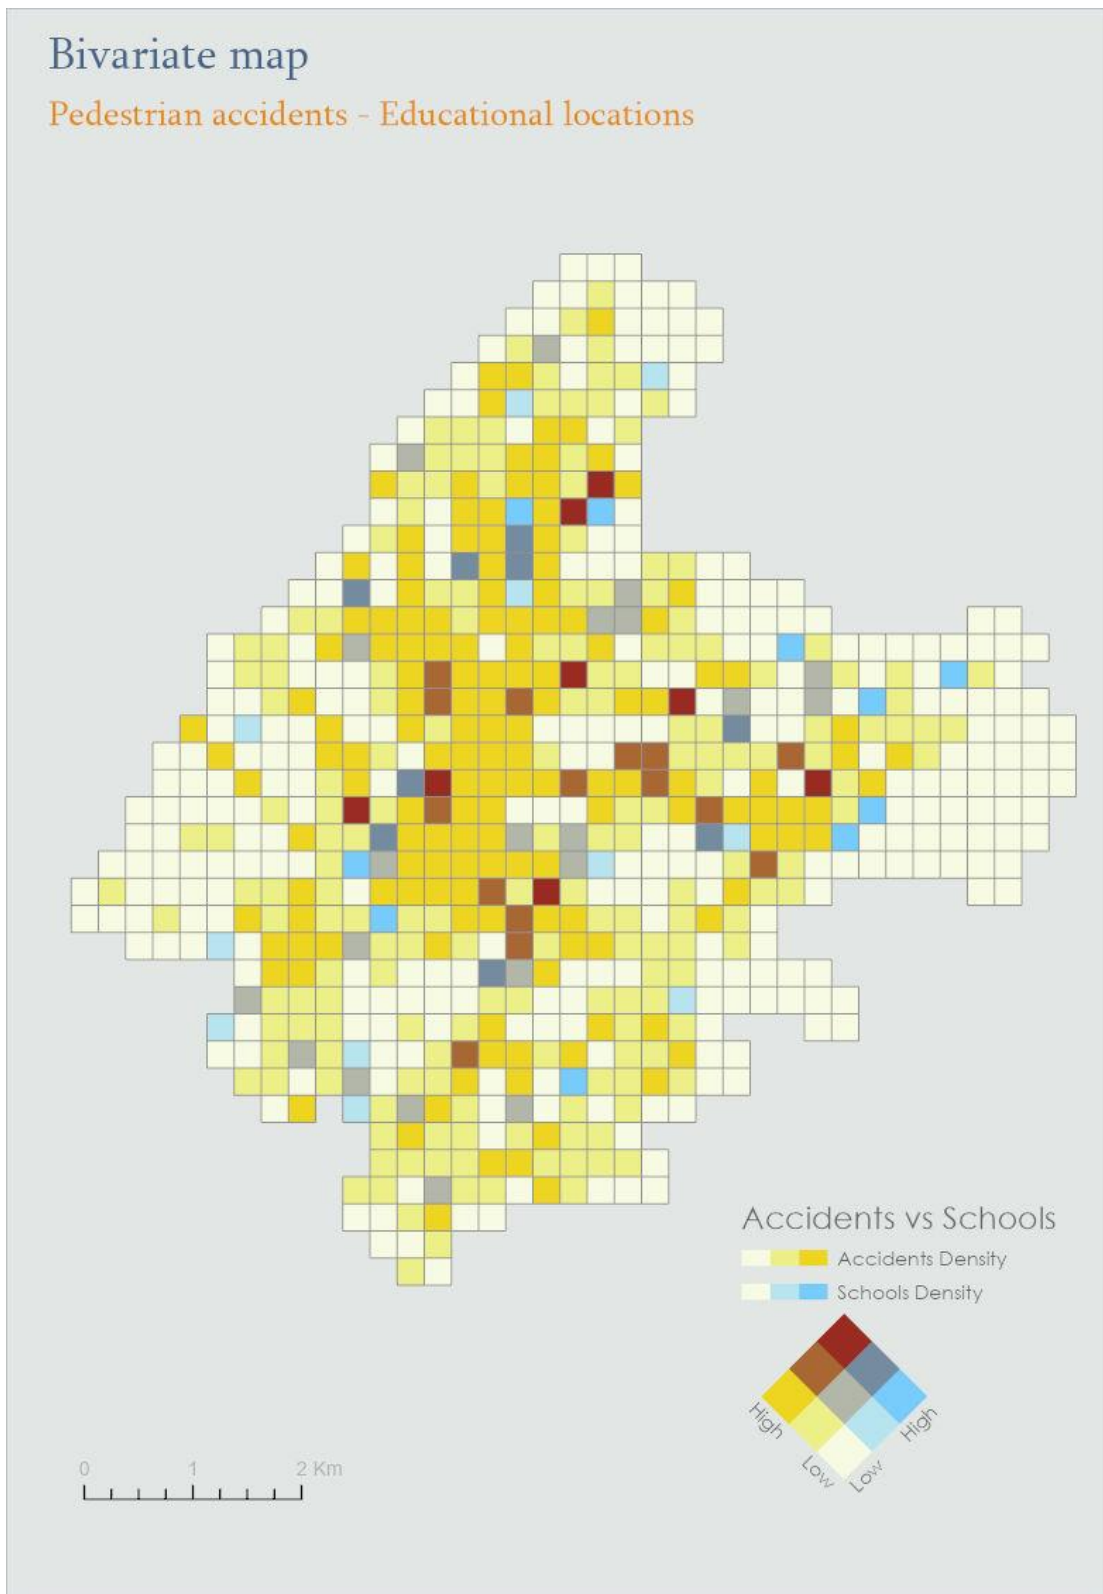 Bivariate map
Pedestrian accidents - Educational locations
Accidents vs Schools
Accidents Density
Schools Density
High
High
Low
Low
0 1 2 Km